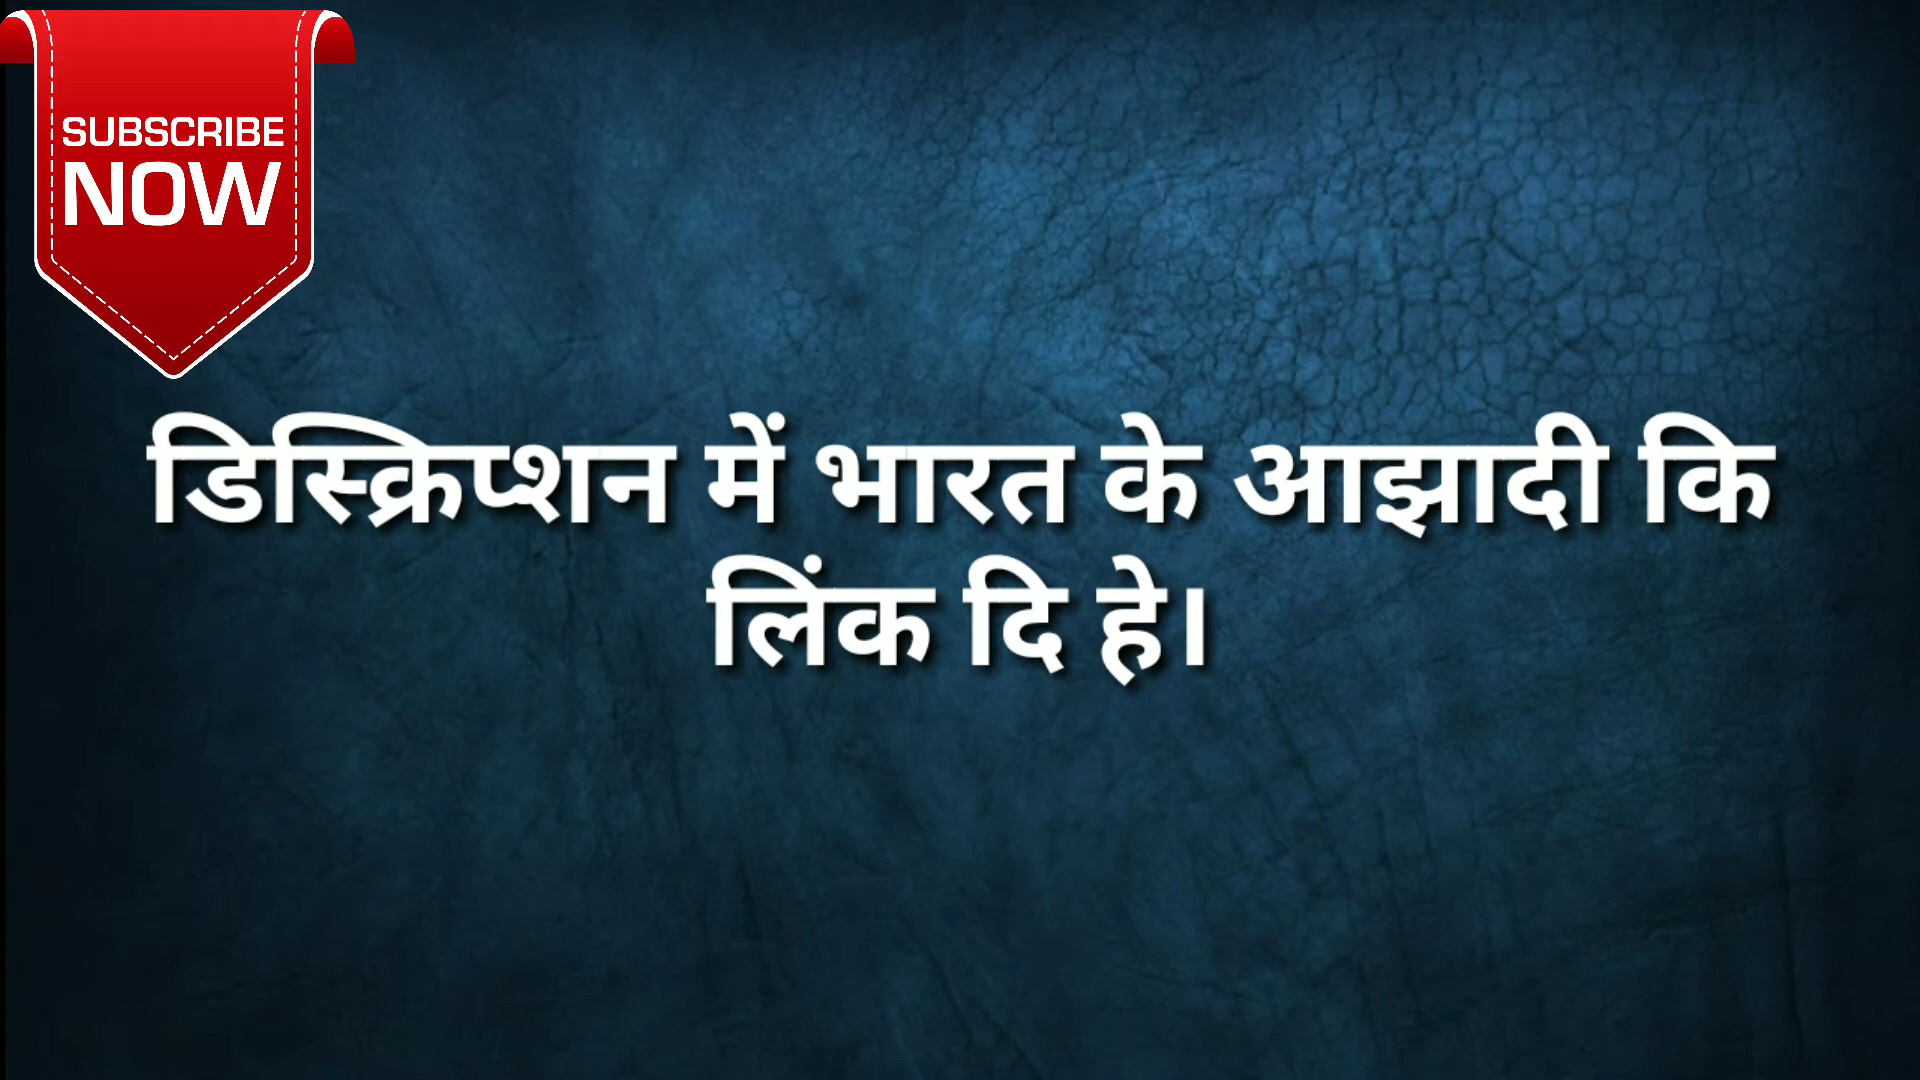 SUBSCRIBE
NOW
डिस्क्रिप्शन में भारत के आझादी कि
लिंक दि हे।